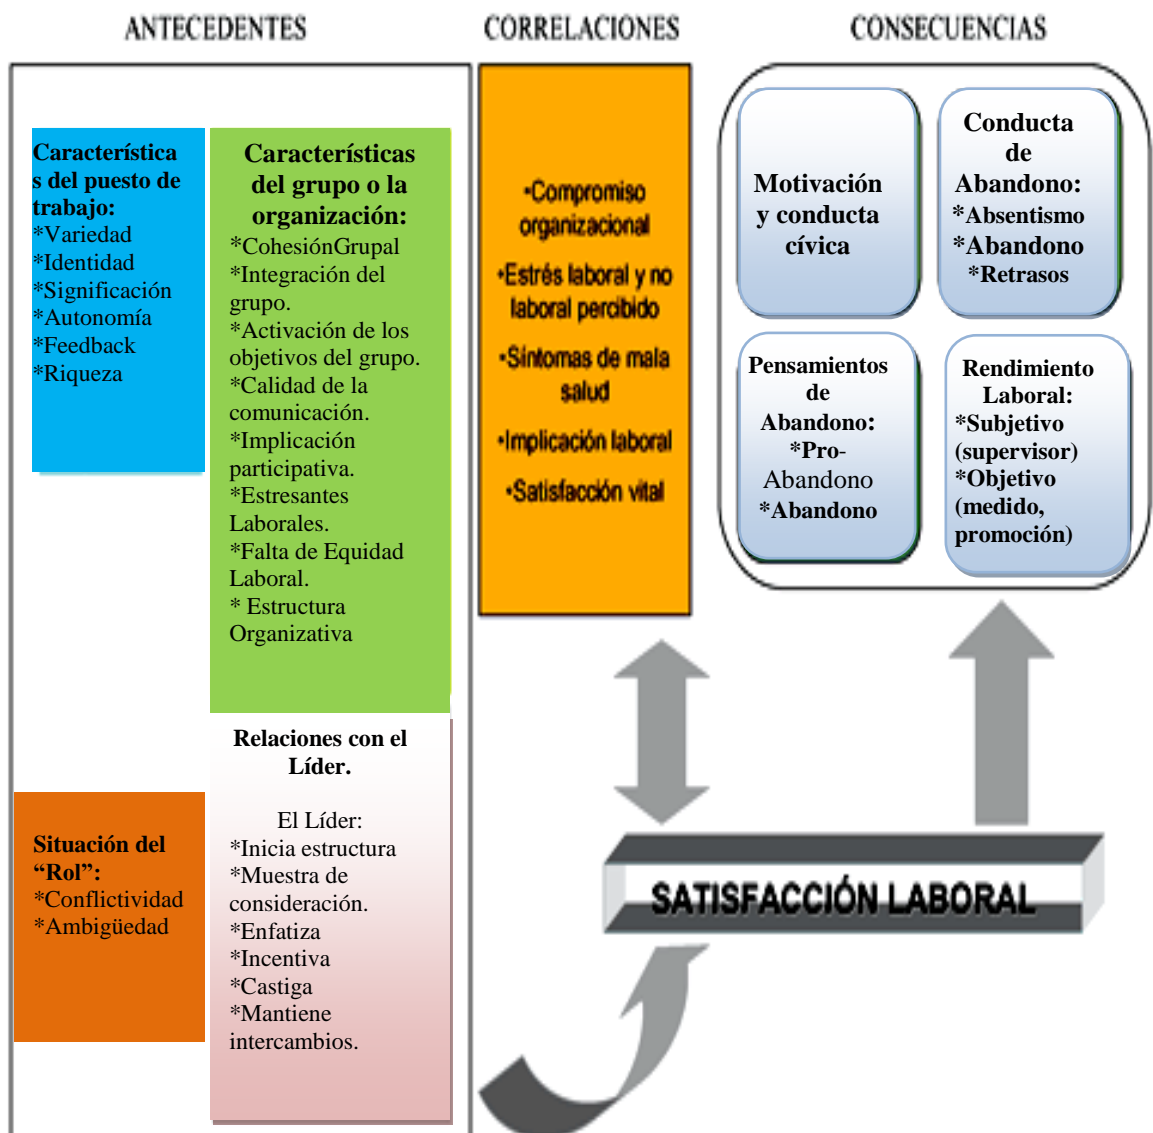 ANTECEDENTES
CORRELACIONES
CONSECUENCIAS
Característica
s del puesto de
trabajo:
*Variedad
*Identidad
*Significación
*Autonomía
*Feedback
*Riqueza
Características
del grupo o la
organización:
*CohesiónGrupal
*Integración del
grupo.
*Activación de los
objetivos del grupo.
*Calidad de la
comunicación.
*Implicación
participativa.
*Estresantes
Laborales.
*Falta de Equidad
Laboral.
* Estructura
Organizativa
Situación del
“Rol”:
*Conflictividad
*Ambigüedad
Relaciones con el
Líder.
El Líder:
*Inicia estructura
*Muestra de
consideración.
*Enfatiza
*Incentiva
*Castiga
*Mantiene
intercambios.
•Compromiso
organizacional
•Estrés laboral y no
laboral percibido
•Síntomas de mala
salud
•Implicación laboral
•Satisfacción vital
Motivación
y conducta
cívica
Conducta
de
Abandono:
*Absentismo
*Abandono
*Retrasos
Pensamientos
de
Abandono:
*Pro-
Abandono
*Abandono
Rendimiento
Laboral:
*Subjetivo
(supervisor)
*Objetivo
(medido,
promoción)
SATISFACCIÓN LABORAL